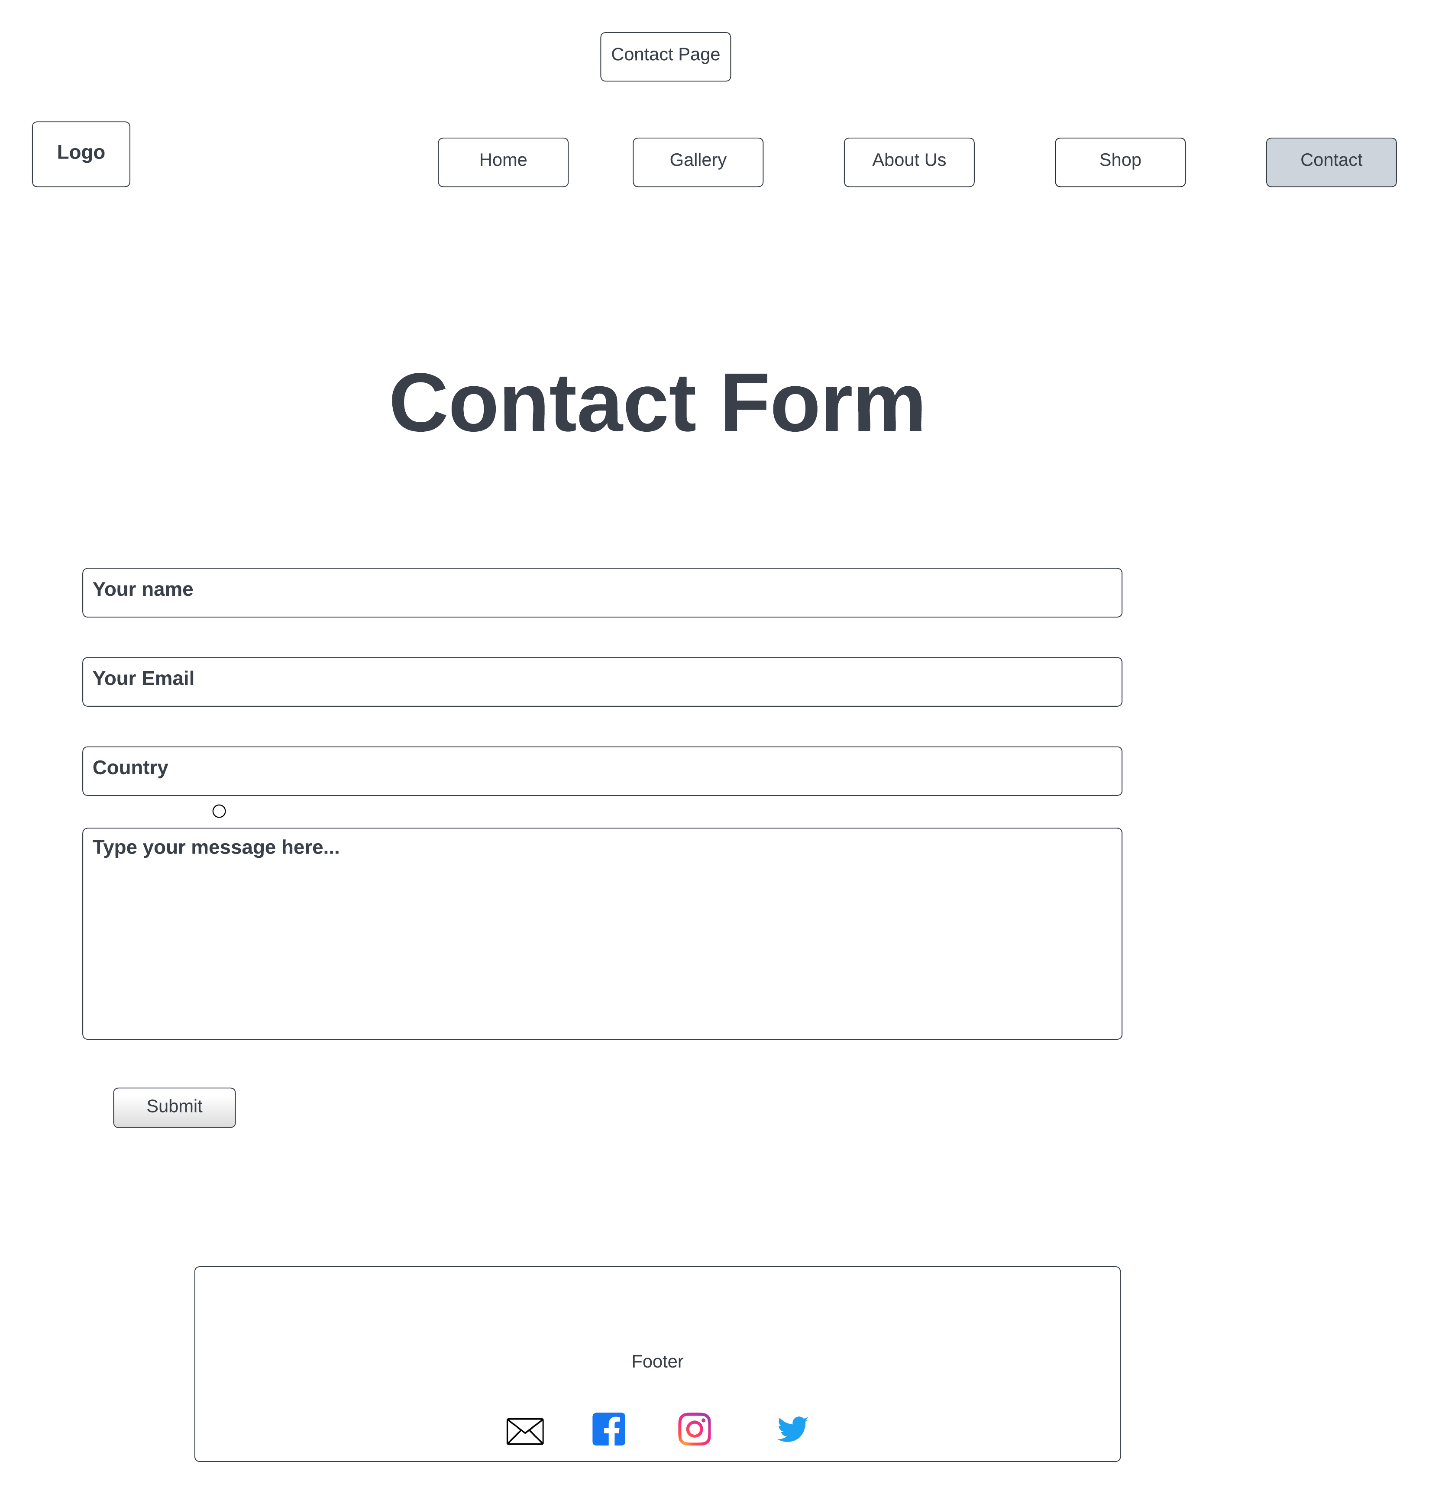 Contact Page
Logo
Home
Gallery
About Us
Shop
Contact
Contact Form
Your name
Your Email
Country
Type your message here...
Submit
Footer